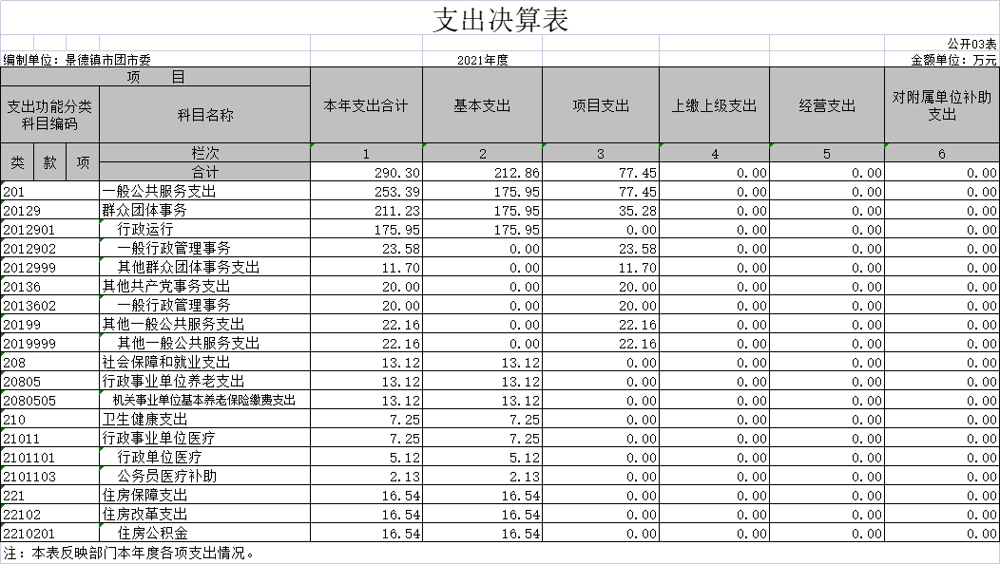 支出决算表
公开03表
编制单位：景德镇市团市委 2021年度 金额单位：万元
项 目 本年支出合计 基本支出 项目支出 上缴上级支出 经营支出 对附属单位补助支出
支出功能分类科目编码 科目名称
类 款 项 栏次 1 2 3 4 5 6
合计 290.30 212.86 77.45 0.00 0.00 0.00
201 一般公共服务支出 253.39 175.95 77.45 0.00 0.00 0.00
20129 群众团体事务 211.23 175.95 35.28 0.00 0.00 0.00
2012901 行政运行 175.95 175.95 0.00 0.00 0.00 0.00
2012902 一般行政管理事务 23.58 0.00 23.58 0.00 0.00 0.00
2012999 其他群众团体事务支出 11.70 0.00 11.70 0.00 0.00 0.00
20136 其他共产党事务支出 20.00 0.00 20.00 0.00 0.00 0.00
2013602 一般行政管理事务 20.00 0.00 20.00 0.00 0.00 0.00
20199 其他一般公共服务支出 22.16 0.00 22.16 0.00 0.00 0.00
2019999 其他一般公共服务支出 22.16 0.00 22.16 0.00 0.00 0.00
208 社会保障和就业支出 13.12 13.12 0.00 0.00 0.00 0.00
20805 行政事业单位养老支出 13.12 13.12 0.00 0.00 0.00 0.00
2080505 机关事业单位基本养老保险缴费支出 13.12 13.12 0.00 0.00 0.00 0.00
210 卫生健康支出 7.25 7.25 0.00 0.00 0.00 0.00
21011 行政事业单位医疗 7.25 7.25 0.00 0.00 0.00 0.00
2101101 行政单位医疗 5.12 5.12 0.00 0.00 0.00 0.00
2101103 公务员医疗补助 2.13 2.13 0.00 0.00 0.00 0.00
221 住房保障支出 16.54 16.54 0.00 0.00 0.00 0.00
22102 住房改革支出 16.54 16.54 0.00 0.00 0.00 0.00
2210201 住房公积金 16.54 16.54 0.00 0.00 0.00 0.00
注：本表反映部门本年度各项支出情况。